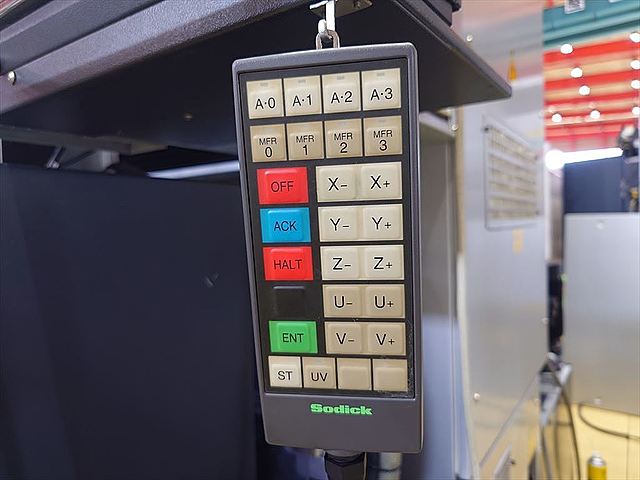 A·0 A·1 A·2 A·3
MFR 0 MFR 1 MFR 2 MFR 3
OFF X- X+
ACK Y- Y+
HALT Z- Z+
U- U+
ENT V- V+
ST UV
Sodick